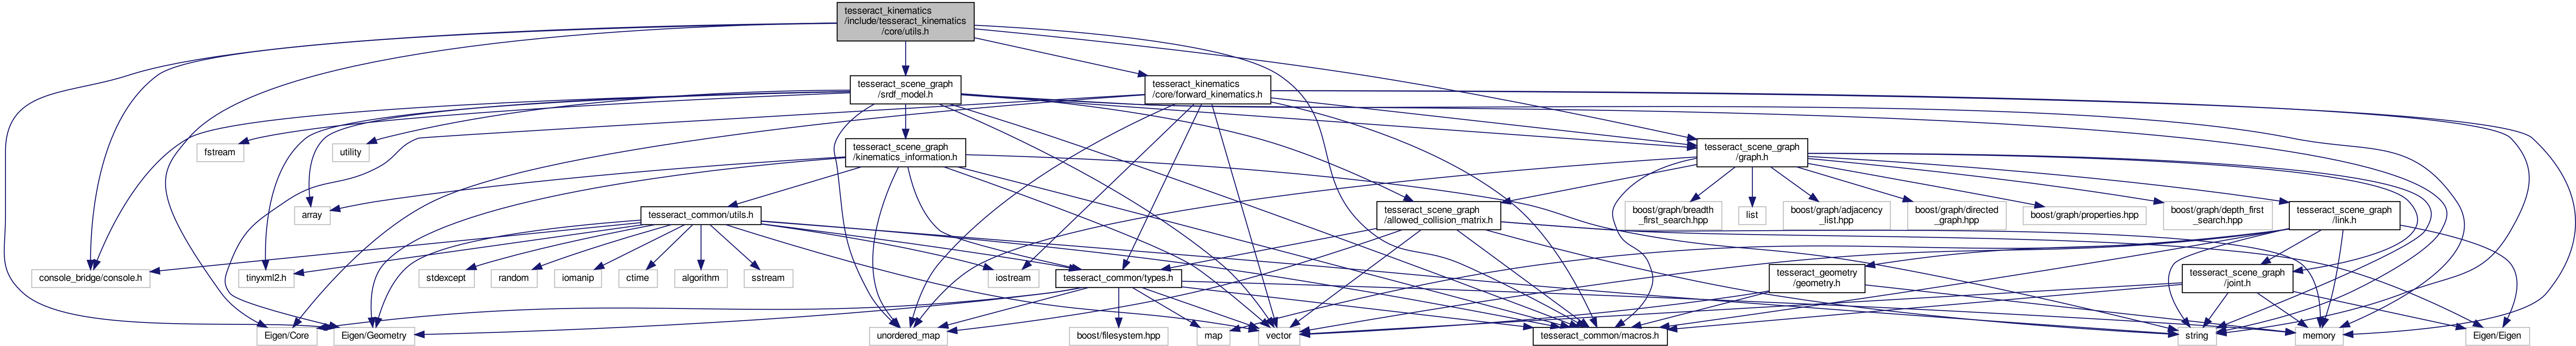 tesseract_kinematics
/include/tesseract_kinematics
/core/utils.h
tesseract_scene_graph
/srdf_model.h
tesseract_kinematics
/core/forward_kinematics.h
fstream
utility
tesseract_scene_graph
/kinematics_information.h
tesseract_scene_graph
/graph.h
array
tesseract_common/utils.h
tesseract_scene_graph
/allowed_collision_matrix.h
boost/graph/breadth
_first_search.hpp
list
boost/graph/adjacency
_list.hpp
boost/graph/directed
_graph.hpp
boost/graph/properties.hpp
boost/graph/depth_first
_search.hpp
tesseract_scene_graph
/link.h
console_bridge/console.h
tinyxml2.h
stdexcept
random
iomanip
ctime
algorithm
sstream
iostream
tesseract_common/types.h
tesseract_geometry
/geometry.h
tesseract_scene_graph
/joint.h
Eigen/Core
Eigen/Geometry
unordered_map
boost/filesystem.hpp
map
vector
tesseract_common/macros.h
string
memory
Eigen/Eigen